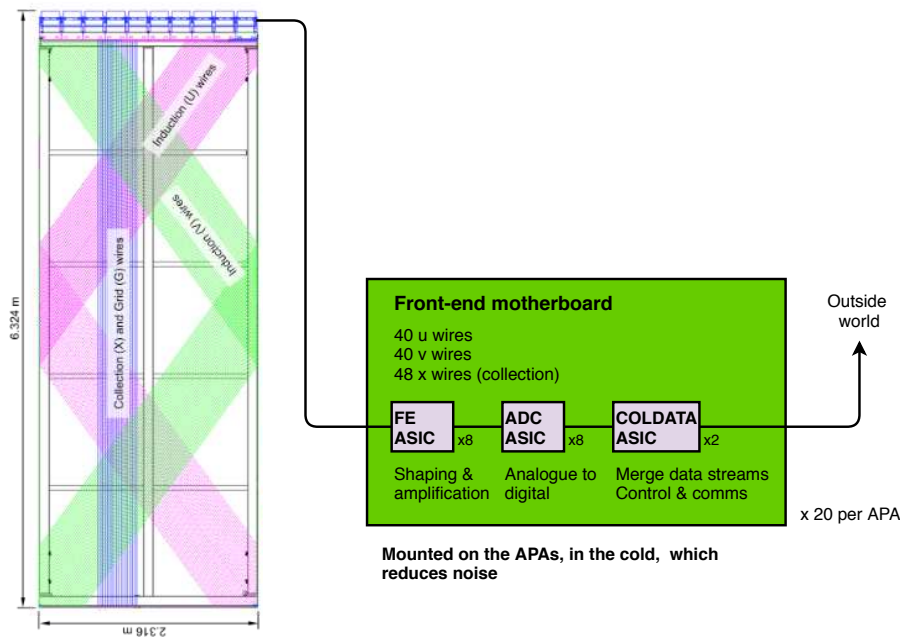 6.324 m
2.316 m
Induction (U) wires
Induction (V) wires
Collection (X) and Grid (G) wires
Front-end motherboard
40 u wires
40 v wires
48 x wires (collection)
FE
ASIC
x8
ADC
ASIC
x8
COLDATA
ASIC
x2
Shaping &
amplification
Analogue to
digital
Merge data streams
Control & comms
Outside
world
x 20 per APA
Mounted on the APAs, in the cold, which
reduces noise